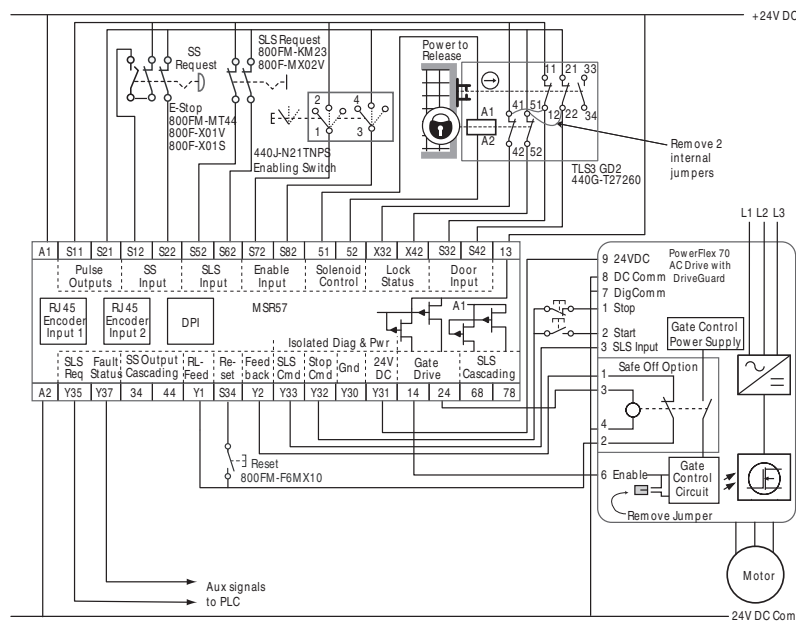 +24V DC
SS
Request
SLS Request
800FM-KM23
800F-MX02V
Power to
Release
11 21 33
E-Stop
800FM-MT44
800F-X01V
800F-X01S
2 4
1 3
440J-N21TNPS
Enabling Switch
A1
A2
41 51
12 22 34
42 52
TLS3 GD2
440G-T27260
Remove 2
internal
jumpers
A1 S11 S21 S12 S22 S52 S62 S72 S82 51 52 X32 X42 S32 S42 13
Pulse
Outputs
SS
Input
SLS
Input
Enable
Input
Solenoid
Control
Lock
Status
Door
Input
RJ45
Encoder
Input 1
RJ45
Encoder
Input 2
DPI
MSR57
A1
Isolated Diag & Pwr
SLS
Req
Fault
Status
SS Output
Cascading
RL-
Feed
Re-
set
Feed
back
SLS
Cmd
Stop
Cmd
Gnd
24V
DC
Gate
Drive
SLS
Cascading
A2 Y35 Y37 34 44 Y1 S34 Y2 Y33 Y32 Y30 Y31 14 24 68 78
Reset
800FM-F6MX10
Aux signals
to PLC
L1 L2 L3
9 24VDC
8 DC Comm
7 DigComm
1 Stop
2 Start
3 SLS Input
PowerFlex 70
AC Drive with
DriveGuard
Gate Control
Power Supply
Safe Off Option
1
3
4
2
6 Enable
Gate
Control
Circuit
Remove Jumper
Motor
24V DC Com